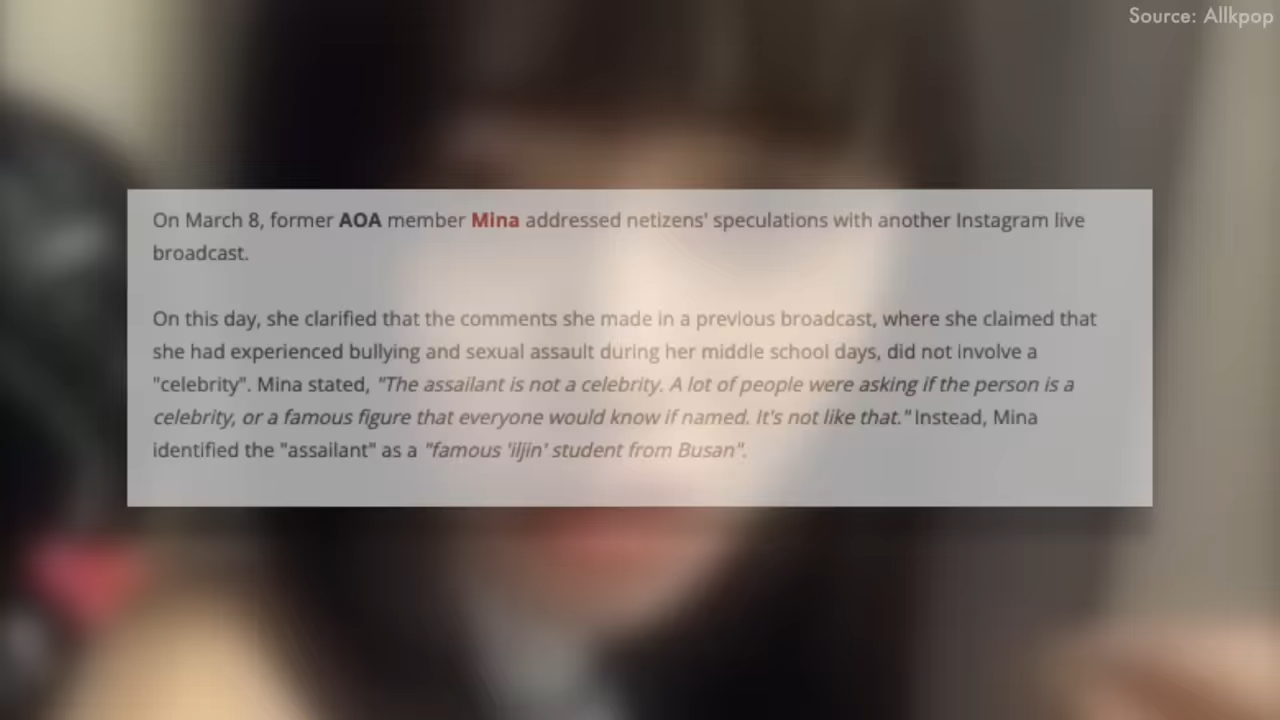 Source: Allkpop
On March 8, former AOA member Mina addressed netizens' speculations with another Instagram live
broadcast.
On this day, she clarified that the comments she made in a previous broadcast, where she claimed that
she had experienced bullying and sexual assault during her middle school days, did not involve a
"celebrity". Mina stated, "The assailant is not a celebrity. A lot of people were asking if the person is a
celebrity, or a famous figure that everyone would know if named. It's not like that." Instead, Mina
identified the "assailant" as a "famous 'iljin' student from Busan".